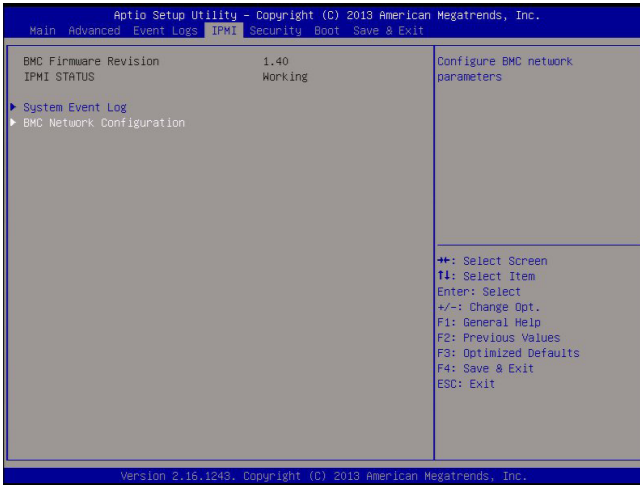 Aptio Setup Utility – Copyright (C) 2013 American Megatrends, Inc.
Main Advanced Event Logs IPMI Security Boot Save & Exit
BMC Firmware Revision 1.40
IPMI STATUS Working
System Event Log
BMC Network Configuration
Configure BMC network
parameters
→←: Select Screen
↑↓: Select Item
Enter: Select
+/-: Change Opt.
F1: General Help
F2: Previous Values
F3: Optimized Defaults
F4: Save & Exit
ESC: Exit
Version 2.16.1243. Copyright (C) 2013 American Megatrends, Inc.